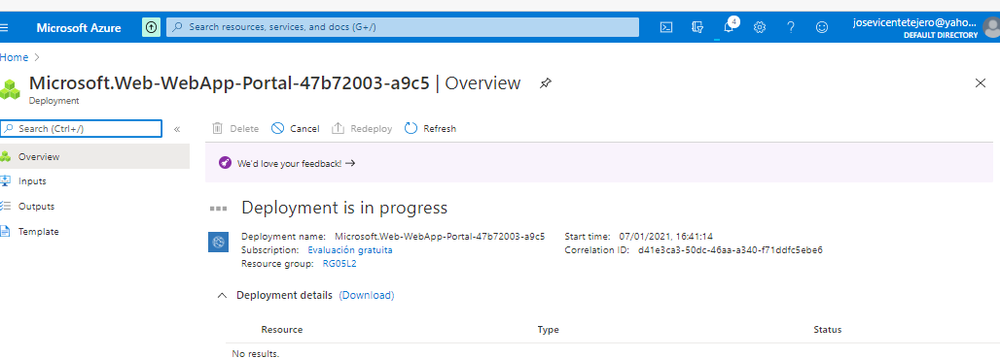 Microsoft Azure
Search resources, services, and docs (G+/)
4
josevicentetejero@yaho...
DEFAULT DIRECTORY
Home
Microsoft.Web-WebApp-Portal-47b72003-a9c5 | Overview
Deployment
Search (Ctrl+/)
«
Delete
Cancel
Redeploy
Refresh
Overview
Inputs
Outputs
Template
We'd love your feedback! →
Deployment is in progress
Deployment name: Microsoft.Web-WebApp-Portal-47b72003-a9c5
Subscription: Evaluación gratuita
Resource group: RG05L2
Start time: 07/01/2021, 16:41:14
Correlation ID: d41e3ca3-50dc-46aa-a340-f71ddfc5ebe6
Deployment details (Download)
Resource Type Status
No results.